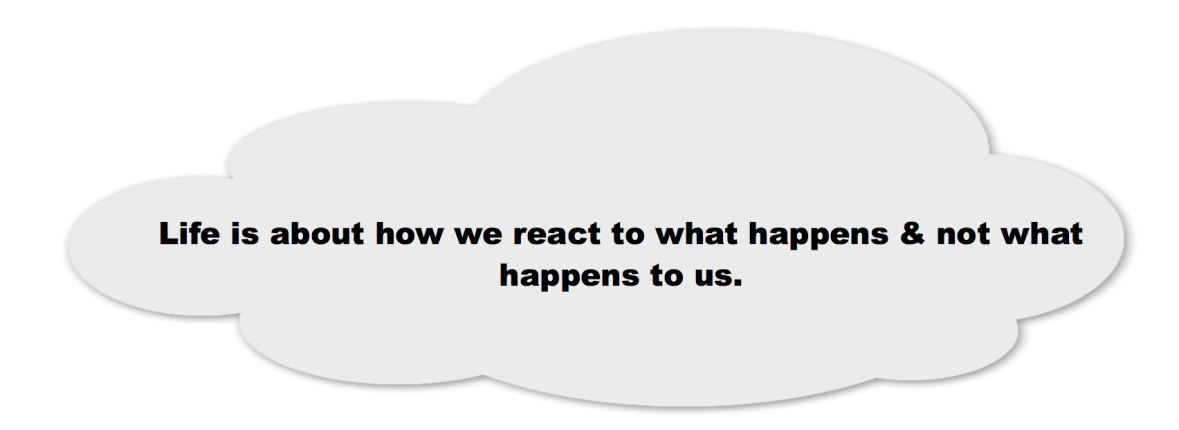 Life is about how we react to what happens & not what
happens to us.